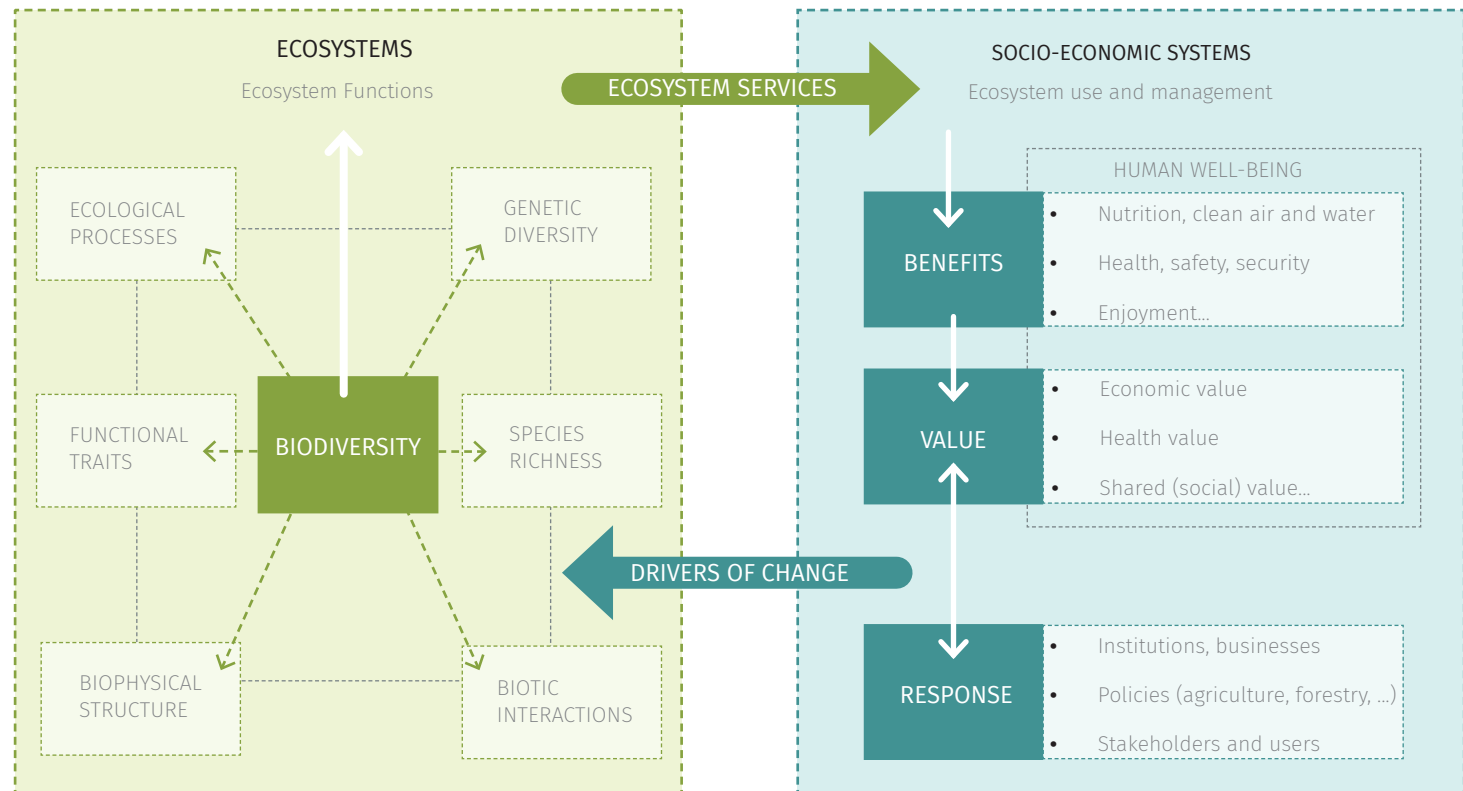 ECOSYSTEMS
Ecosystem Functions
ECOLOGICAL
PROCESSES
GENETIC
DIVERSITY
FUNCTIONAL
TRAITS
BIODIVERSITY
SPECIES
RICHNESS
BIOPHYSICAL
STRUCTURE
BIOTIC
INTERACTIONS
ECOSYSTEM SERVICES
DRIVERS OF CHANGE
SOCIO-ECONOMIC SYSTEMS
Ecosystem use and management
HUMAN WELL-BEING
BENEFITS
• Nutrition, clean air and water
• Health, safety, security
• Enjoyment...
VALUE
• Economic value
• Health value
• Shared (social) value...
RESPONSE
• Institutions, businesses
• Policies (agriculture, forestry, ...)
• Stakeholders and users